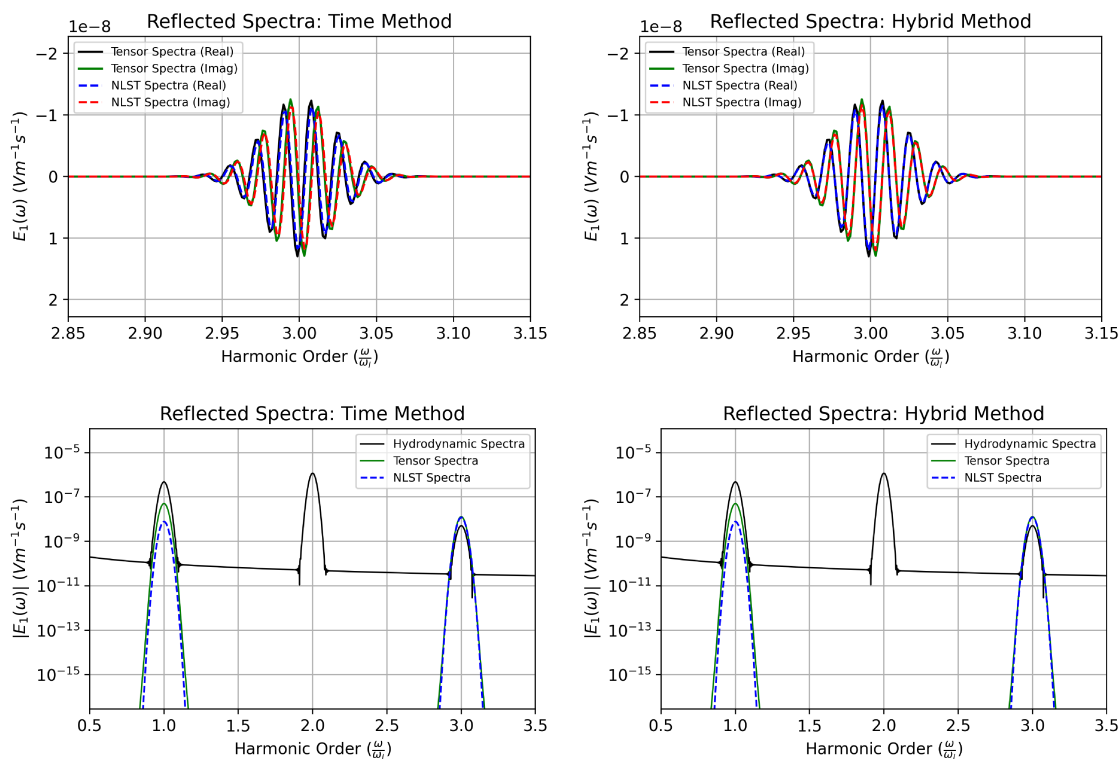 Reflected Spectra: Time Method
1e−8
Tensor Spectra (Real)
Tensor Spectra (Imag)
NLST Spectra (Real)
NLST Spectra (Imag)
−2
−1
0
1
2
E₁(ω) (Vm⁻¹s⁻¹)
2.85 2.90 2.95 3.00 3.05 3.10 3.15
Harmonic Order (ω/ωᵢ)
Reflected Spectra: Hybrid Method
1e−8
Tensor Spectra (Real)
Tensor Spectra (Imag)
NLST Spectra (Real)
NLST Spectra (Imag)
−2
−1
0
1
2
E₁(ω) (Vm⁻¹s⁻¹)
2.85 2.90 2.95 3.00 3.05 3.10 3.15
Harmonic Order (ω/ωᵢ)
Reflected Spectra: Time Method
Hydrodynamic Spectra
Tensor Spectra
NLST Spectra
10⁻⁵
10⁻⁷
10⁻⁹
10⁻¹¹
10⁻¹³
10⁻¹⁵
|E₁(ω)| (Vm⁻¹s⁻¹)
0.5 1.0 1.5 2.0 2.5 3.0 3.5
Harmonic Order (ω/ωᵢ)
Reflected Spectra: Hybrid Method
Hydrodynamic Spectra
Tensor Spectra
NLST Spectra
10⁻⁵
10⁻⁷
10⁻⁹
10⁻¹¹
10⁻¹³
10⁻¹⁵
|E₁(ω)| (Vm⁻¹s⁻¹)
0.5 1.0 1.5 2.0 2.5 3.0 3.5
Harmonic Order (ω/ωᵢ)